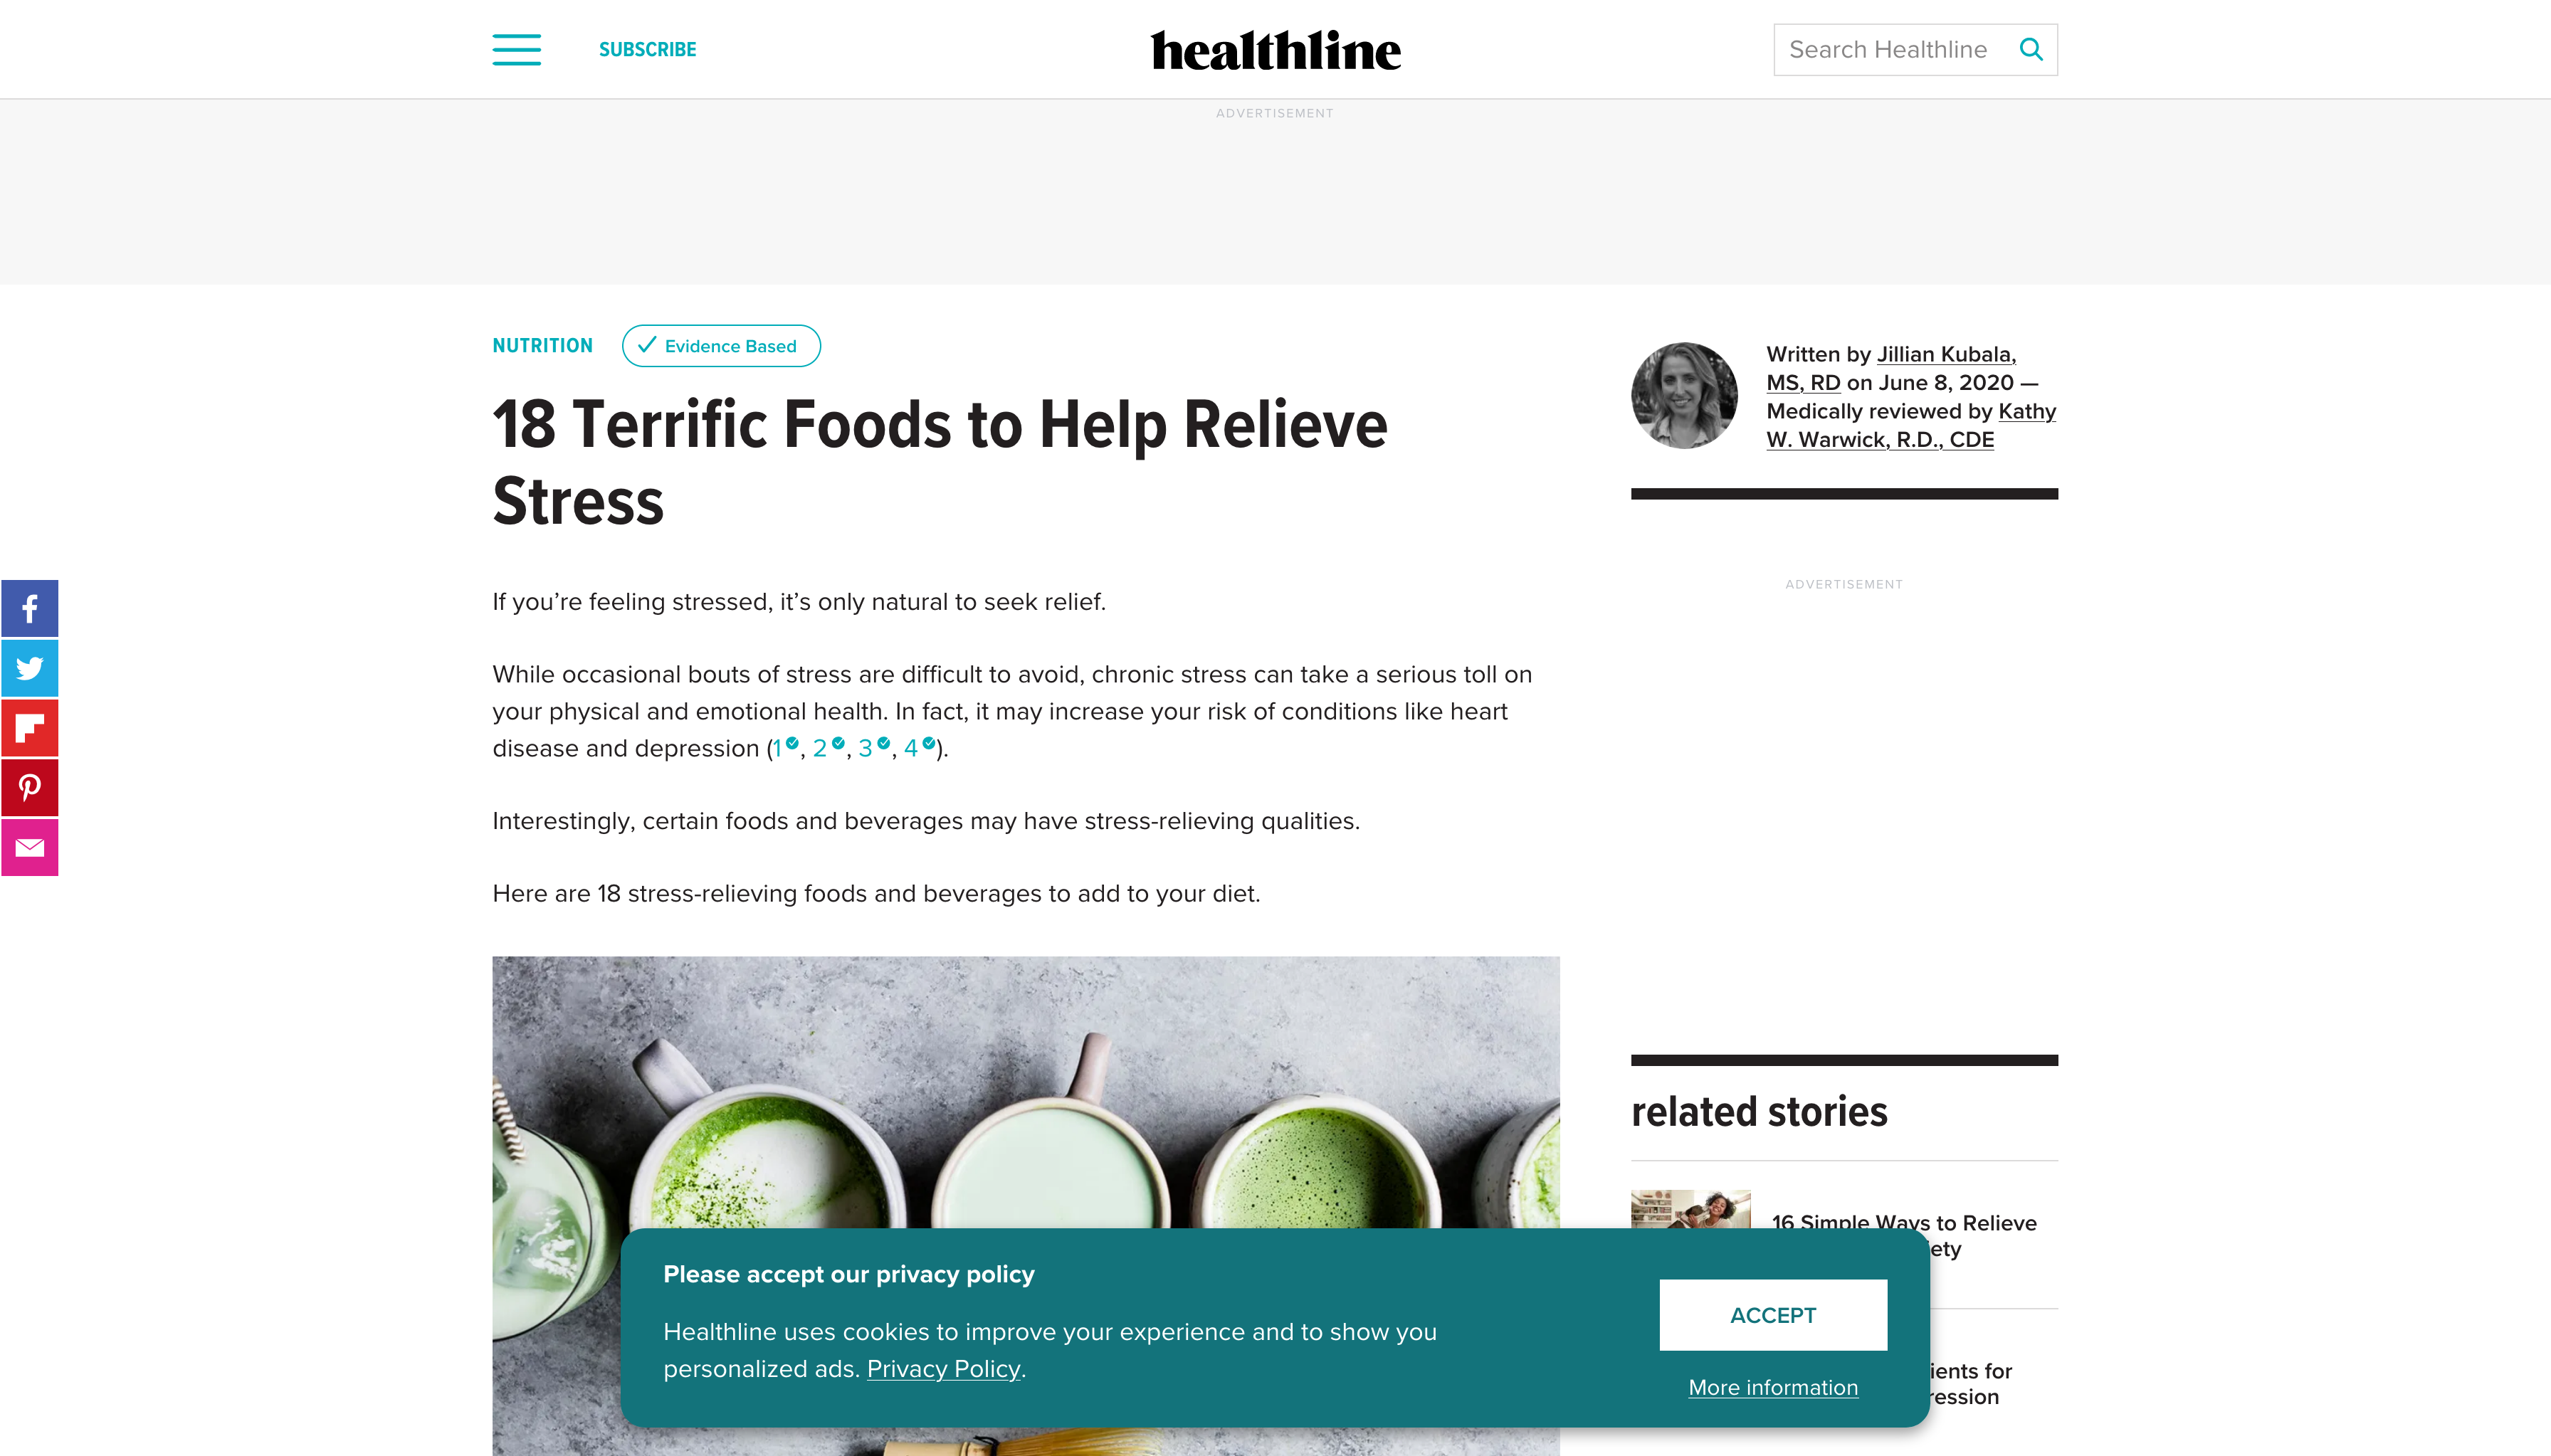 SUBSCRIBE
healthline
Search Healthline
ADVERTISEMENT
NUTRITION
Evidence Based
18 Terrific Foods to Help Relieve
Stress
If you're feeling stressed, it's only natural to seek relief.
While occasional bouts of stress are difficult to avoid, chronic stress can take a serious toll on
your physical and emotional health. In fact, it may increase your risk of conditions like heart
disease and depression (1, 2, 3, 4).
Interestingly, certain foods and beverages may have stress-relieving qualities.
Here are 18 stress-relieving foods and beverages to add to your diet.
Written by Jillian Kubala,
MS, RD on June 8, 2020 —
Medically reviewed by Kathy
W. Warwick, R.D., CDE
ADVERTISEMENT
related stories
16 Simple Ways to Relieve
Please accept our privacy policy
Healthline uses cookies to improve your experience and to show you
personalized ads. Privacy Policy.
ACCEPT
More information
for